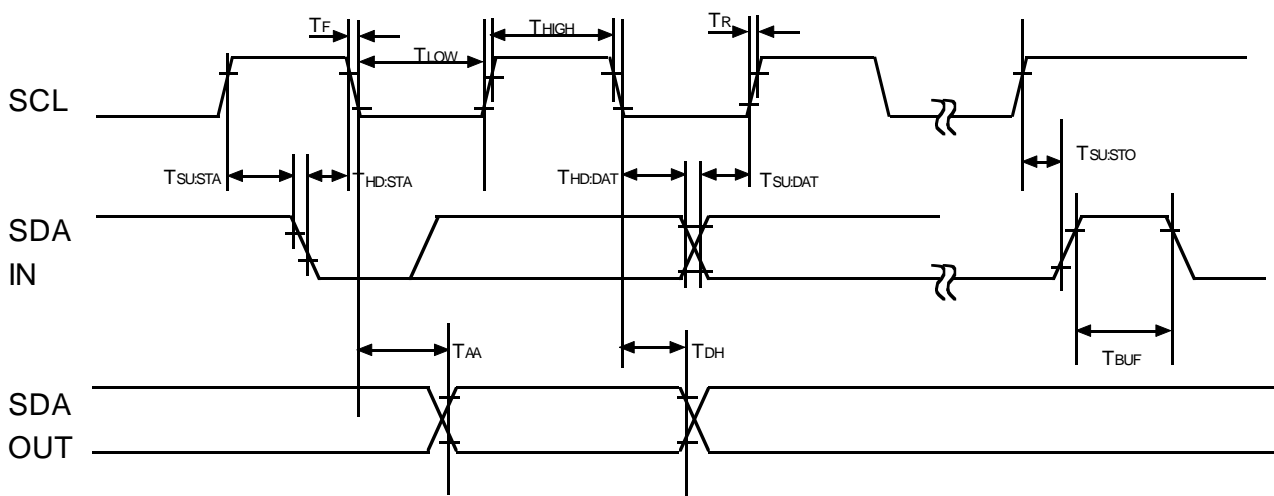 TF
THIGH
TR
TLOW
SCL
TSU:STA
THD:STA
THD:DAT
TSU:DAT
TSU:STO
SDA
IN
TAA
TDH
TBUF
SDA
OUT